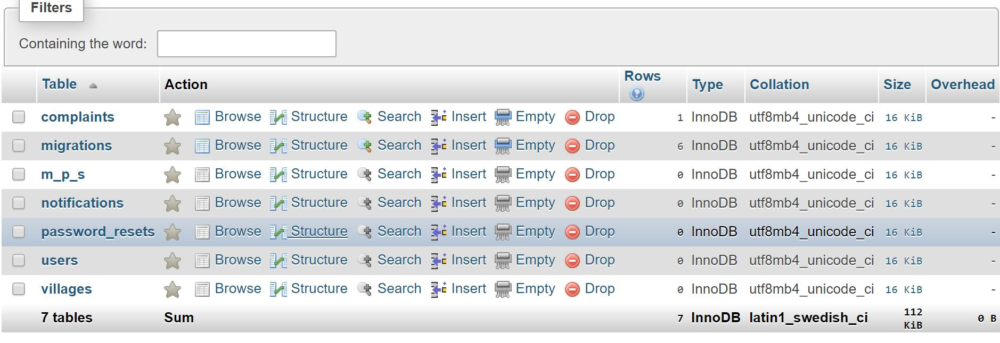 Filters
Containing the word:
Table Action Rows Type Collation Size Overhead
complaints Browse Structure Search Insert Empty Drop 1 InnoDB utf8mb4_unicode_ci 16 KiB -
migrations Browse Structure Search Insert Empty Drop 6 InnoDB utf8mb4_unicode_ci 16 KiB -
m_p_s Browse Structure Search Insert Empty Drop 0 InnoDB utf8mb4_unicode_ci 16 KiB -
notifications Browse Structure Search Insert Empty Drop 0 InnoDB utf8mb4_unicode_ci 16 KiB -
password_resets Browse Structure Search Insert Empty Drop 0 InnoDB utf8mb4_unicode_ci 16 KiB -
users Browse Structure Search Insert Empty Drop 0 InnoDB utf8mb4_unicode_ci 16 KiB -
villages Browse Structure Search Insert Empty Drop 0 InnoDB utf8mb4_unicode_ci 16 KiB -
7 tables Sum 7 InnoDB latin1_swedish_ci 112 KiB 0 B